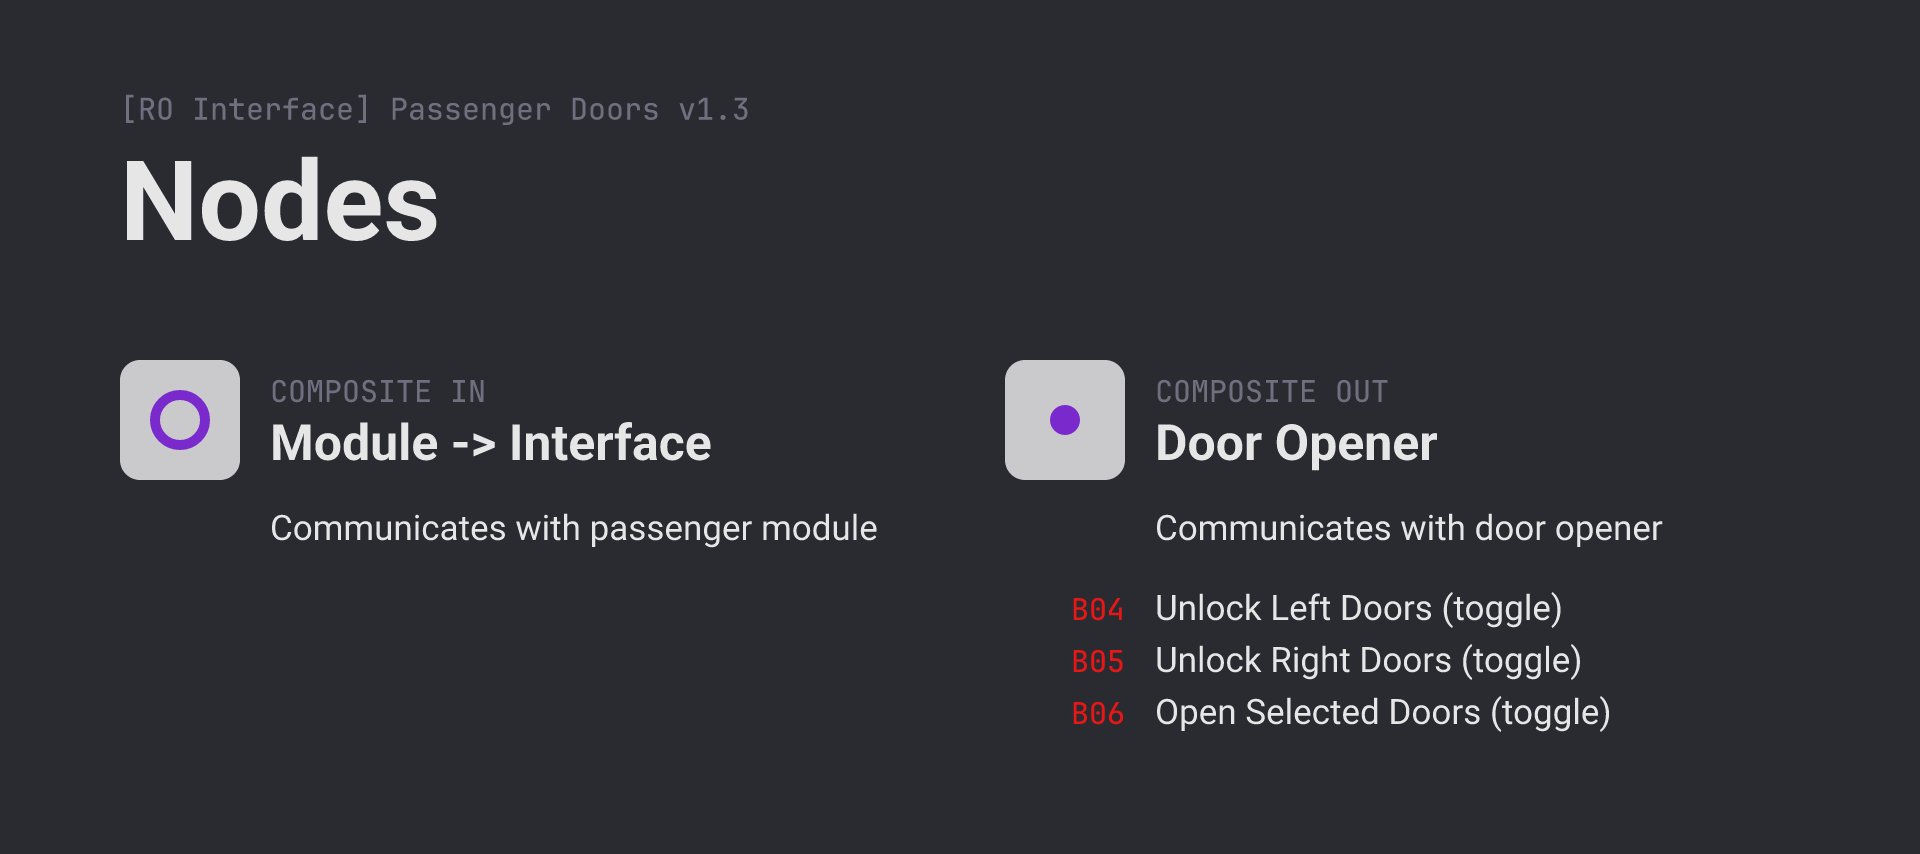 [RO Interface] Passenger Doors v1.3
Nodes
COMPOSITE IN
Module -> Interface
Communicates with passenger module
COMPOSITE OUT
Door Opener
Communicates with door opener
B04 Unlock Left Doors (toggle)
B05 Unlock Right Doors (toggle)
B06 Open Selected Doors (toggle)